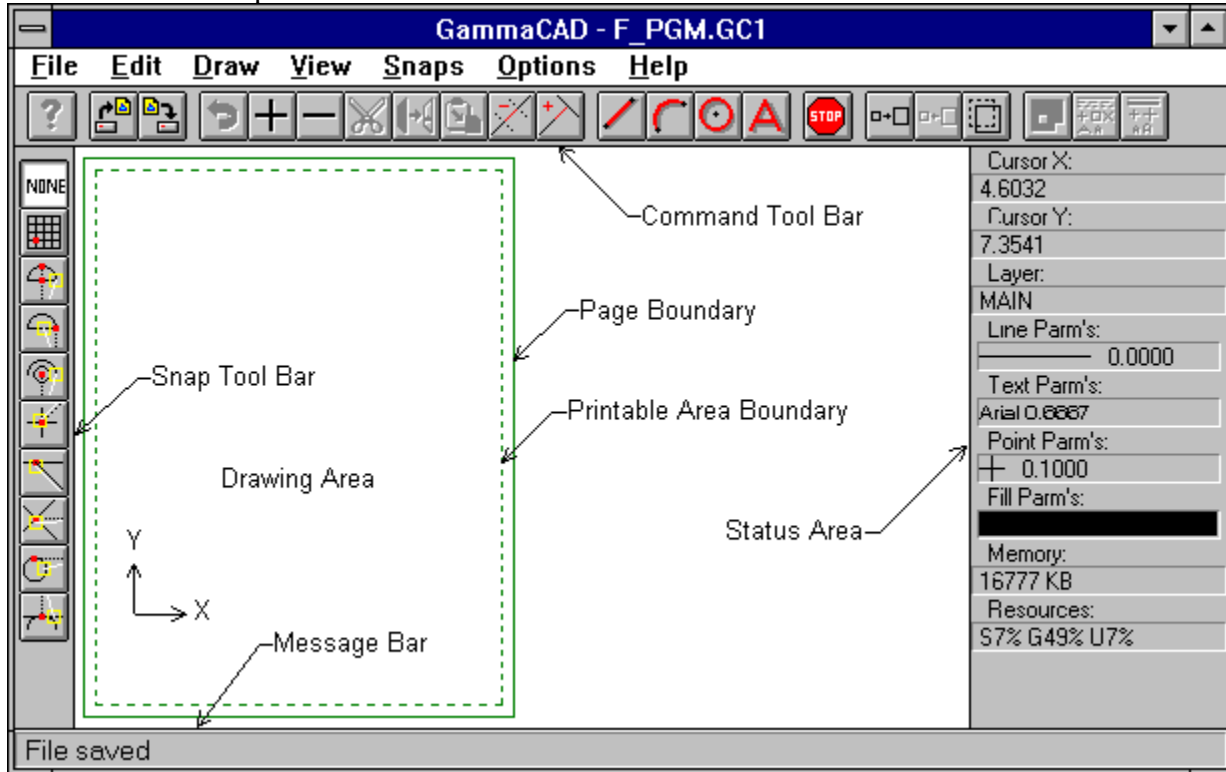 GammaCAD - F_PGM.GC1
File Edit Draw View Snaps Options Help
? + - A STOP
NONE
Command Tool Bar
Page Boundary
Snap Tool Bar
Printable Area Boundary
Drawing Area
Status Area
Y
X
Message Bar
Cursor X:
4.6032
Cursor Y:
7.3541
Layer:
MAIN
Line Parm's:
0.0000
Text Parm's:
Arial 0.6667
Point Parm's:
0.1000
Fill Parm's:
Memory:
16777 KB
Resources:
S7% G49% U7%
File saved